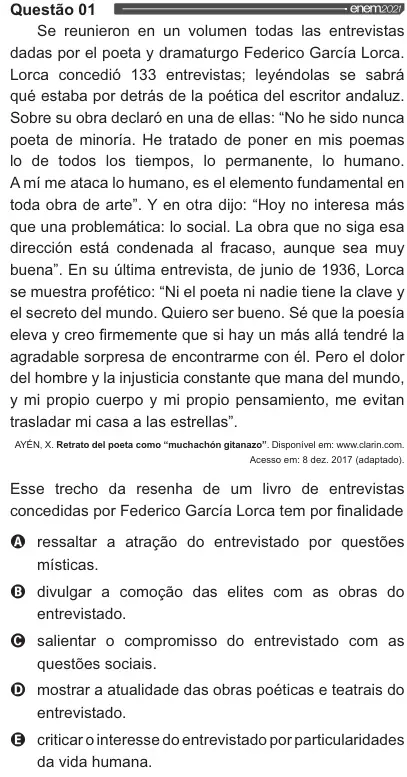 Questão 01 enem2021
Se reunieron en un volumen todas las entrevistas
dadas por el poeta y dramaturgo Federico García Lorca.
Lorca concedió 133 entrevistas; leyéndolas se sabrá
qué estaba por detrás de la poética del escritor andaluz.
Sobre su obra declaró en una de ellas: “No he sido nunca
poeta de minoría. He tratado de poner en mis poemas
lo de todos los tiempos, lo permanente, lo humano.
A mí me ataca lo humano, es el elemento fundamental en
toda obra de arte”. Y en otra dijo: “Hoy no interesa más
que una problemática: lo social. La obra que no siga esa
dirección está condenada al fracaso, aunque sea muy
buena”. En su última entrevista, de junio de 1936, Lorca
se muestra profético: “Ni el poeta ni nadie tiene la clave y
el secreto del mundo. Quiero ser bueno. Sé que la poesía
eleva y creo firmemente que si hay un más allá tendré la
agradable sorpresa de encontrarme con él. Pero el dolor
del hombre y la injusticia constante que mana del mundo,
y mi propio cuerpo y mi propio pensamiento, me evitan
trasladar mi casa a las estrellas”.
AYÉN, X. Retrato del poeta como “muchachón gitanazo”. Disponível em: www.clarin.com.
Acesso em: 8 dez. 2017 (adaptado).
Esse trecho da resenha de um livro de entrevistas
concedidas por Federico García Lorca tem por finalidade
A ressaltar a atração do entrevistado por questões
místicas.
B divulgar a comoção das elites com as obras do
entrevistado.
C salientar o compromisso do entrevistado com as
questões sociais.
D mostrar a atualidade das obras poéticas e teatrais do
entrevistado.
E criticar o interesse do entrevistado por particularidades
da vida humana.